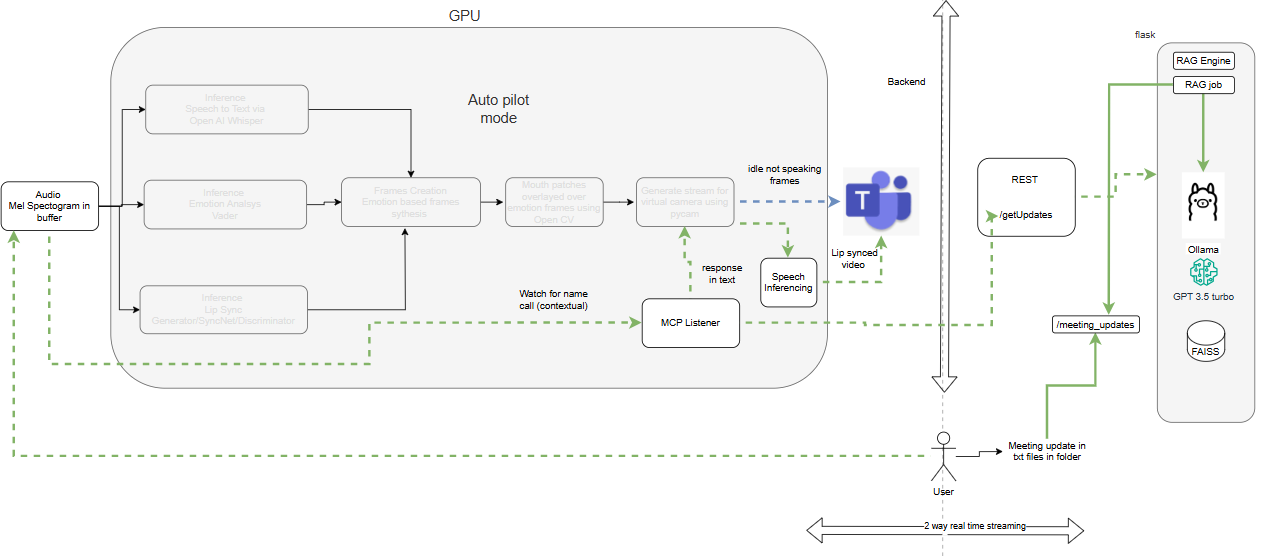 GPU
Auto pilot
mode
Inference
Speech to Text via
Open AI Whisper
Audio
Mel Spectogram in
buffer
Inference
Emotion Analsys
Vader
Frames Creation
Emotion based frames
sythesis
Mouth patches
overlayed over
emotion frames using
Open CV
Generate stream for
virtual camera using
pycam
Inference
Lip Sync
Generator/SyncNet/Discriminator
idle not speaking
frames
T
Lip synced
video
response
in text
Speech
Inferencing
Watch for name
call (contextual)
MCP Listener
Backend
REST
/getUpdates
flask
RAG Engine
RAG job
Ollama
GPT 3.5 turbo
FAISS
/meeting_updates
Meeting update in
txt files in folder
User
2 way real time streaming